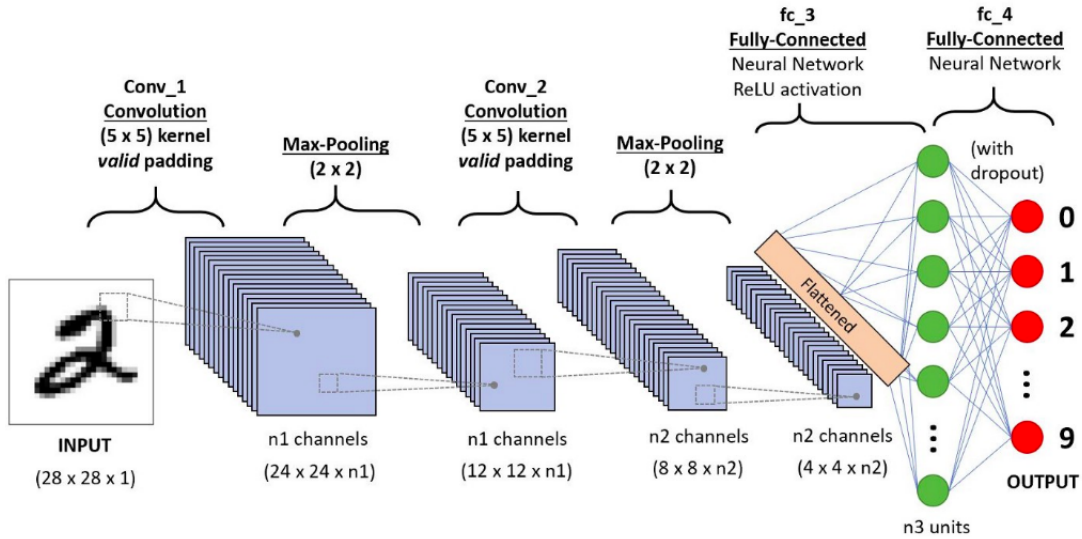 Conv_1
Convolution
(5 x 5) kernel
valid padding
Max-Pooling
(2 x 2)
Conv_2
Convolution
(5 x 5) kernel
valid padding
Max-Pooling
(2 x 2)
fc_3
Fully-Connected
Neural Network
ReLU activation
fc_4
Fully-Connected
Neural Network
(with
dropout)
Flattened
0
1
2
9
OUTPUT
2
INPUT
(28 x 28 x 1)
n1 channels
(24 x 24 x n1)
n1 channels
(12 x 12 x n1)
n2 channels
(8 x 8 x n2)
n2 channels
(4 x 4 x n2)
n3 units